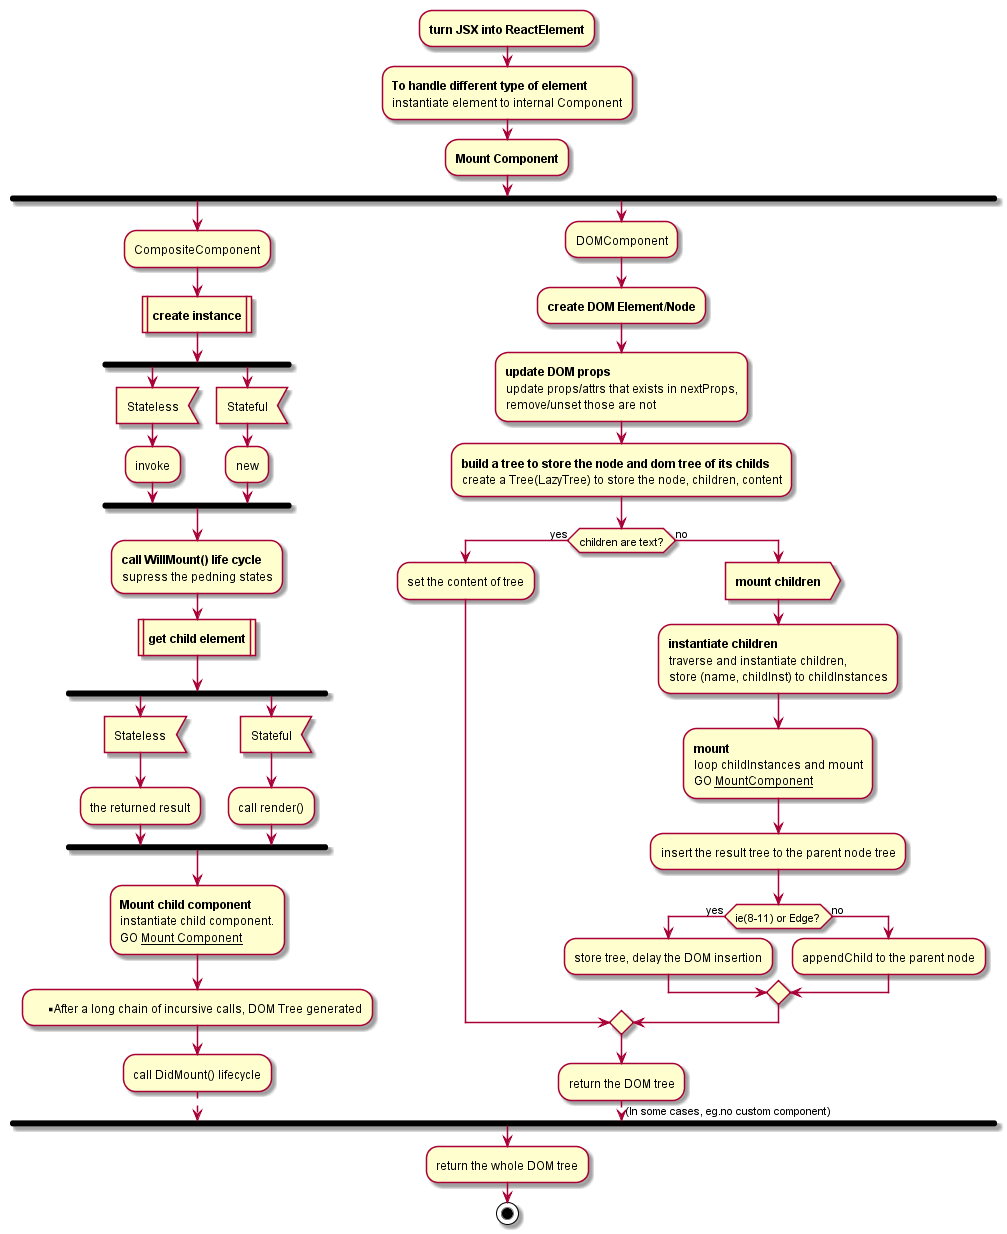 turn JSX into ReactElement
To handle different type of element
instantiate element to internal Component
Mount Component
CompositeComponent
create instance
Stateless
Stateful
invoke
new
call WillMount() life cycle
supress the pedning states
get child element
Stateless
Stateful
the returned result
call render()
Mount child component
instantiate child component.
GO Mount Component
▪After a long chain of incursive calls, DOM Tree generated
call DidMount() lifecycle
DOMComponent
create DOM Element/Node
update DOM props
update props/attrs that exists in nextProps,
remove/unset those are not
build a tree to store the node and dom tree of its childs
create a Tree(LazyTree) to store the node, children, content
yes
children are text?
no
set the content of tree
mount children
instantiate children
traverse and instantiate children,
store (name, childInst) to childInstances
mount
loop childInstances and mount
GO MountComponent
insert the result tree to the parent node tree
yes
ie(8-11) or Edge?
no
store tree, delay the DOM insertion
appendChild to the parent node
return the DOM tree
(In some cases, eg.no custom component)
return the whole DOM tree